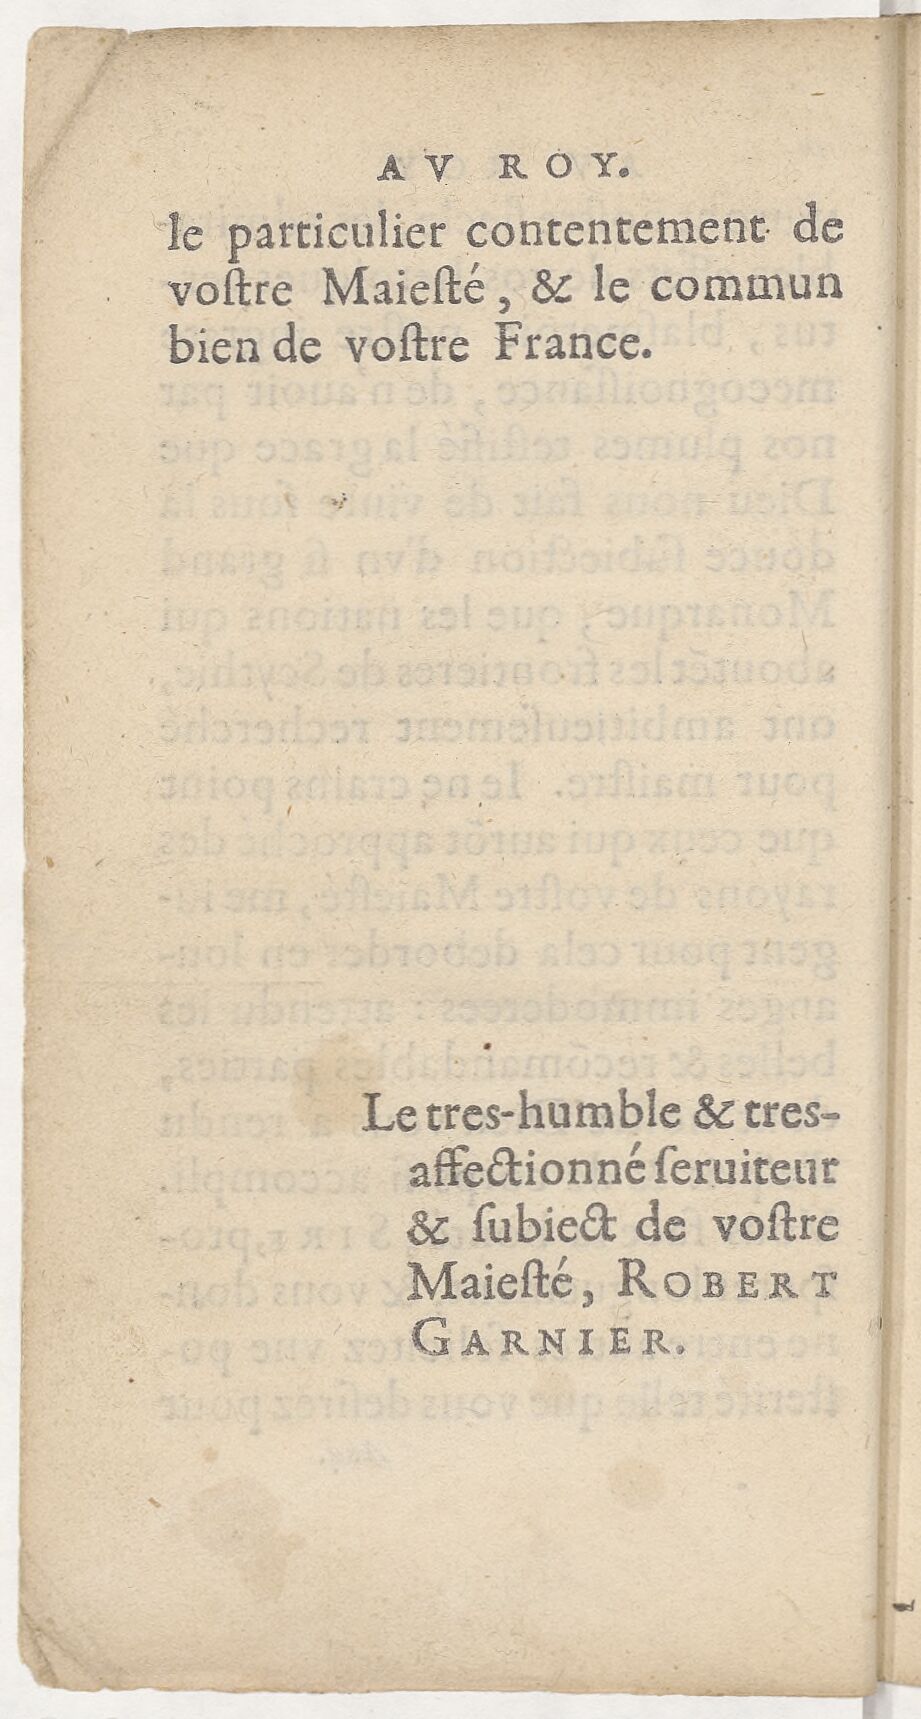 AV ROY.
le particulier contentement de
voſtre Maieſté, & le commun
bien de voſtre France.
Le tres-humble & tres-
affectionné ſeruiteur
& ſubiect de voſtre
Maieſté, ROBERT
GARNIER.